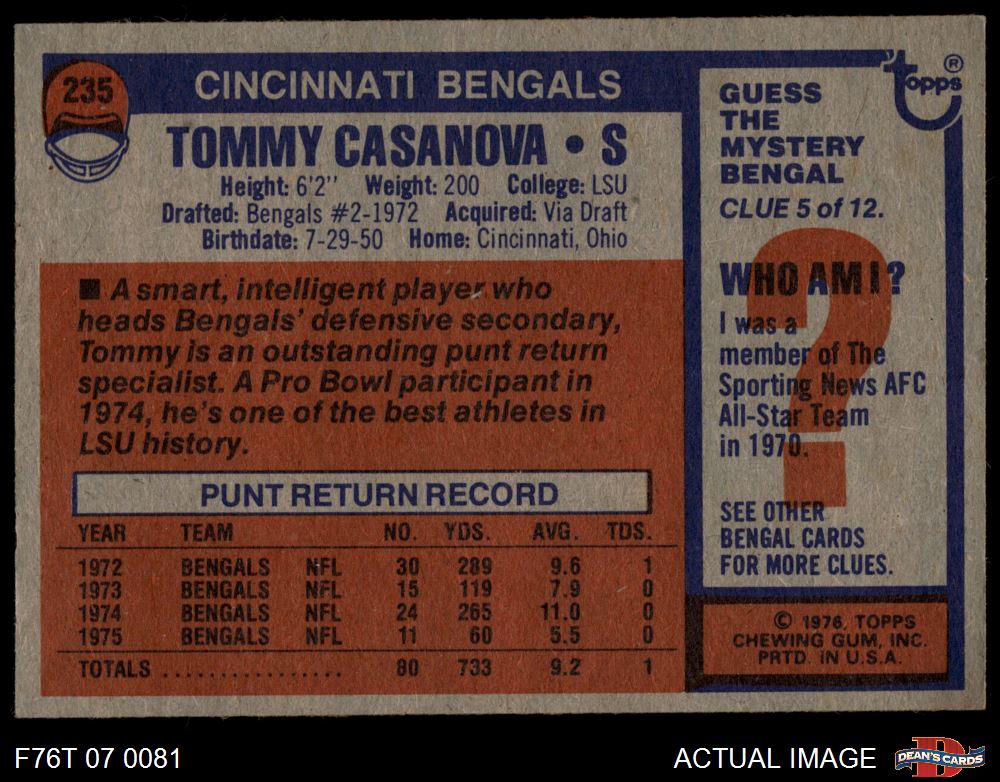 235
CINCINNATI BENGALS
TOMMY CASANOVA • S
Height: 6'2" Weight: 200 College: LSU
Drafted: Bengals #2-1972 Acquired: Via Draft
Birthdate: 7-29-50 Home: Cincinnati, Ohio
■ A smart, intelligent player who
heads Bengals' defensive secondary,
Tommy is an outstanding punt return
specialist. A Pro Bowl participant in
1974, he's one of the best athletes in
LSU history.
PUNT RETURN RECORD
YEAR TEAM NO. YDS. AVG. TDS.
1972 BENGALS NFL 30 289 9.6 1
1973 BENGALS NFL 15 119 7.9 0
1974 BENGALS NFL 24 265 11.0 0
1975 BENGALS NFL 11 60 5.5 0
TOTALS ................ 80 733 9.2 1
topps ®
GUESS
THE
MYSTERY
BENGAL
CLUE 5 of 12.
WHO AM I?
I was a
member of The
Sporting News AFC
All-Star Team
in 1970.
?
SEE OTHER
BENGAL CARDS
FOR MORE CLUES.
© 1976, TOPPS
CHEWING GUM, INC.
PRTD. IN U.S.A.
F76T 07 0081
ACTUAL IMAGE
D
DEAN'S CARDS